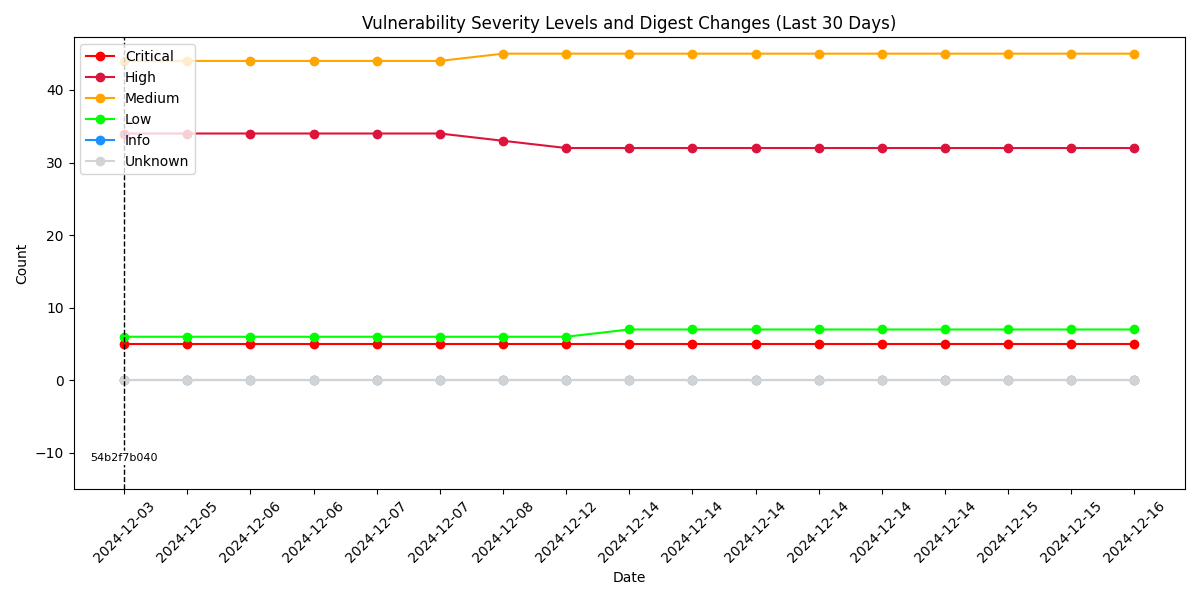 Vulnerability Severity Levels and Digest Changes (Last 30 Days)
Critical
High
Medium
Low
Info
Unknown
Count
40
30
20
10
0
−10
54b2f7b040
2024-12-03
2024-12-05
2024-12-06
2024-12-06
2024-12-07
2024-12-07
2024-12-08
2024-12-12
2024-12-14
2024-12-14
2024-12-14
2024-12-14
2024-12-14
2024-12-14
2024-12-15
2024-12-15
2024-12-16
Date